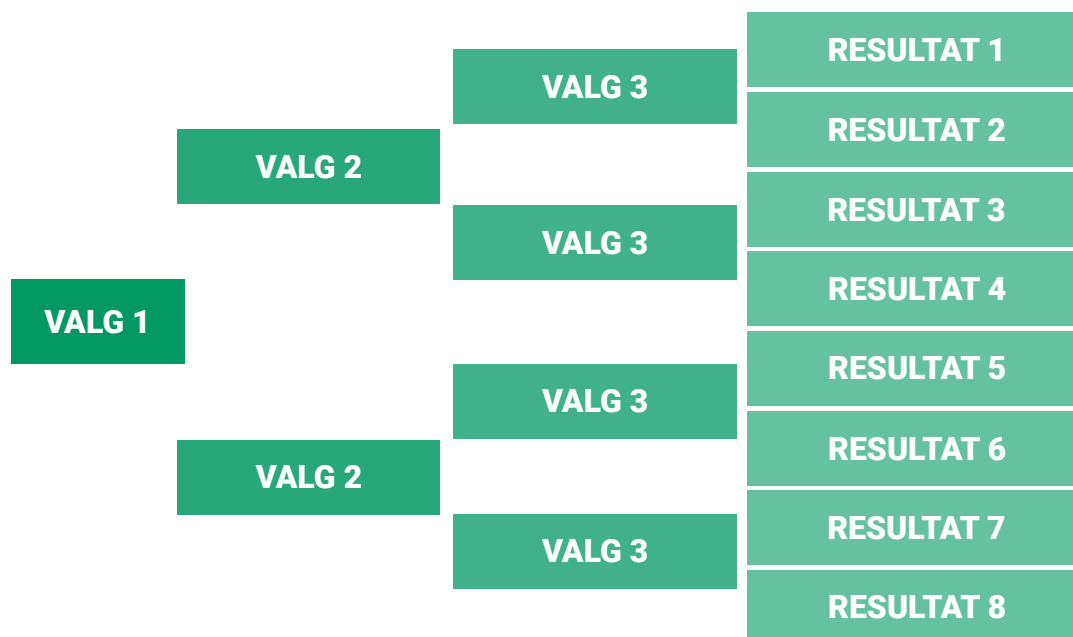 VALG 1
VALG 2
VALG 2
VALG 3
VALG 3
VALG 3
VALG 3
RESULTAT 1
RESULTAT 2
RESULTAT 3
RESULTAT 4
RESULTAT 5
RESULTAT 6
RESULTAT 7
RESULTAT 8